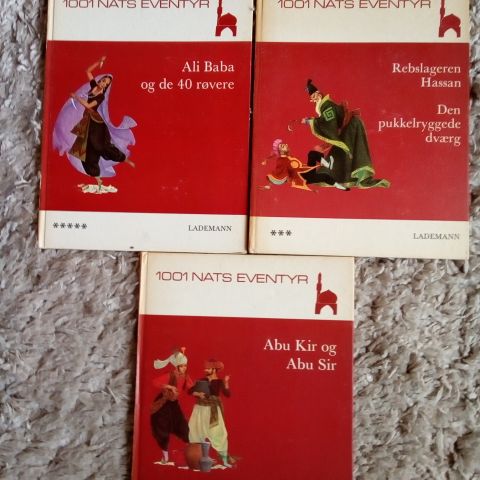 1001 NATS EVENTYR
Ali Baba
og de 40 røvere
*****
LADEMANN
1001 NATS EVENTYR
Rebslageren
Hassan
Den
pukkelryggede
dværg
***
LADEMANN
1001 NATS EVENTYR
Abu Kir og
Abu Sir